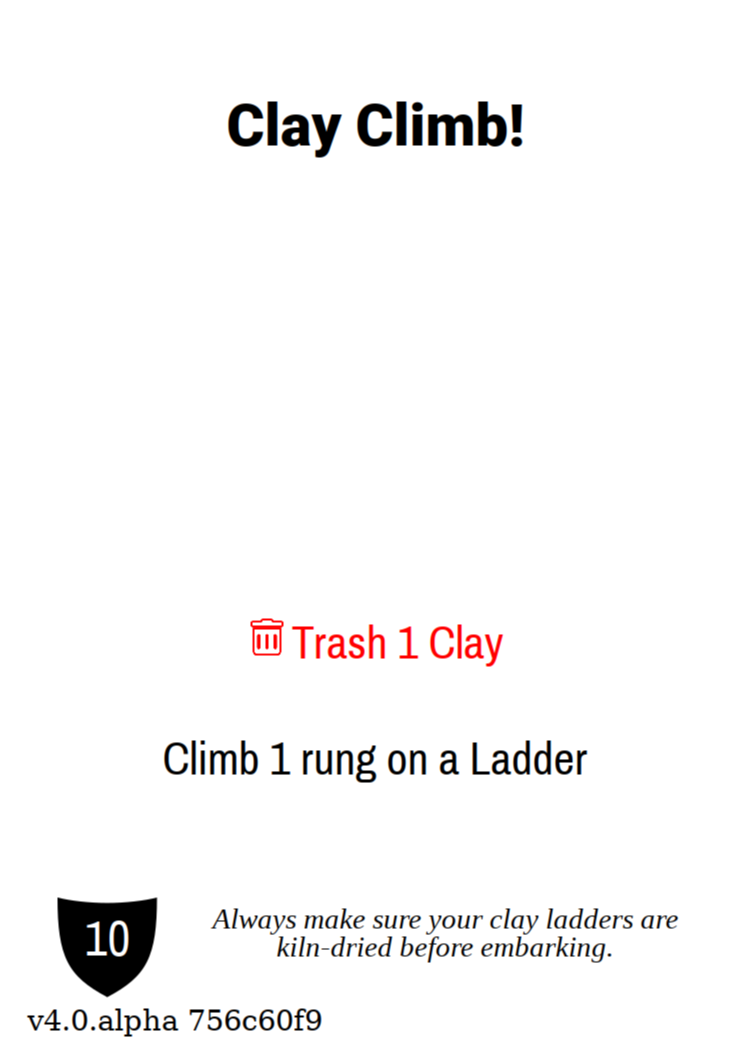 Clay Climb!
Trash 1 Clay
Climb 1 rung on a Ladder
10
Always make sure your clay ladders are
kiln-dried before embarking.
v4.0.alpha 756c60f9